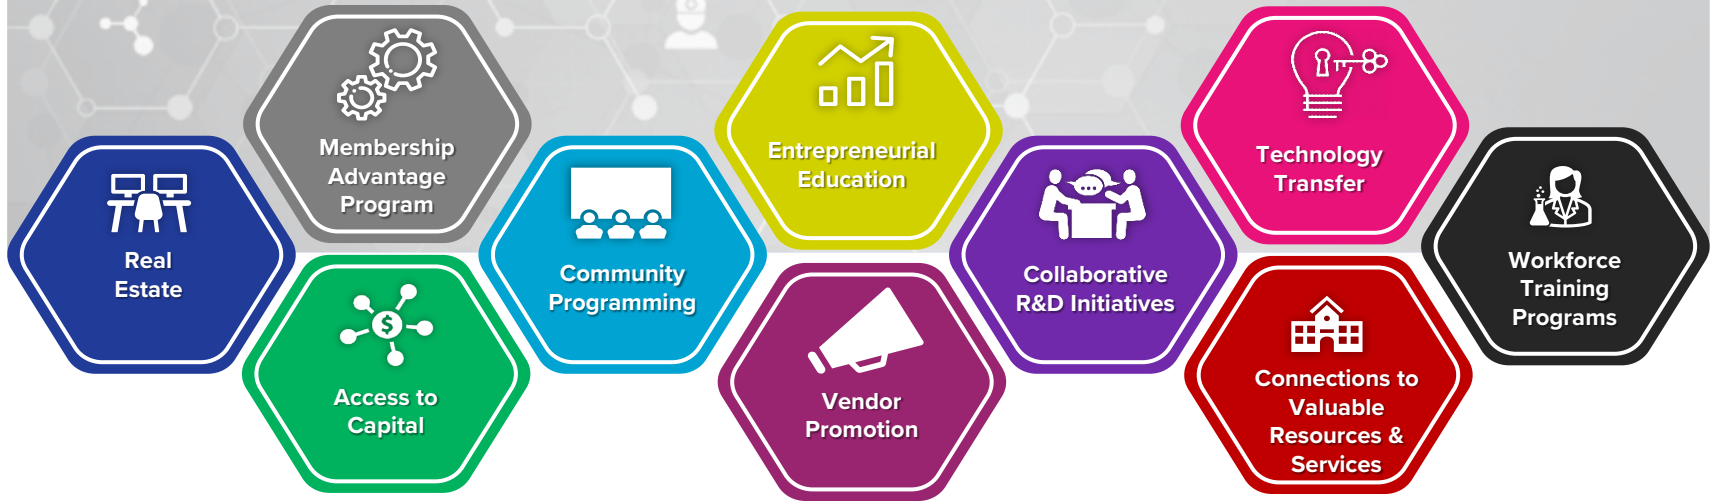 Real
Estate
Membership
Advantage
Program
Access to
Capital
Community
Programming
Entrepreneurial
Education
Vendor
Promotion
Collaborative
R&D Initiatives
Technology
Transfer
Connections to
Valuable
Resources &
Services
Workforce
Training
Programs
$